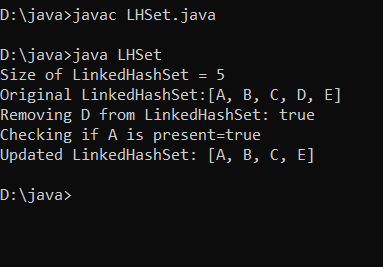 D:\java>javac LHSet.java
D:\java>java LHSet
Size of LinkedHashSet = 5
Original LinkedHashSet:[A, B, C, D, E]
Removing D from LinkedHashSet: true
Checking if A is present=true
Updated LinkedHashSet: [A, B, C, E]
D:\java>